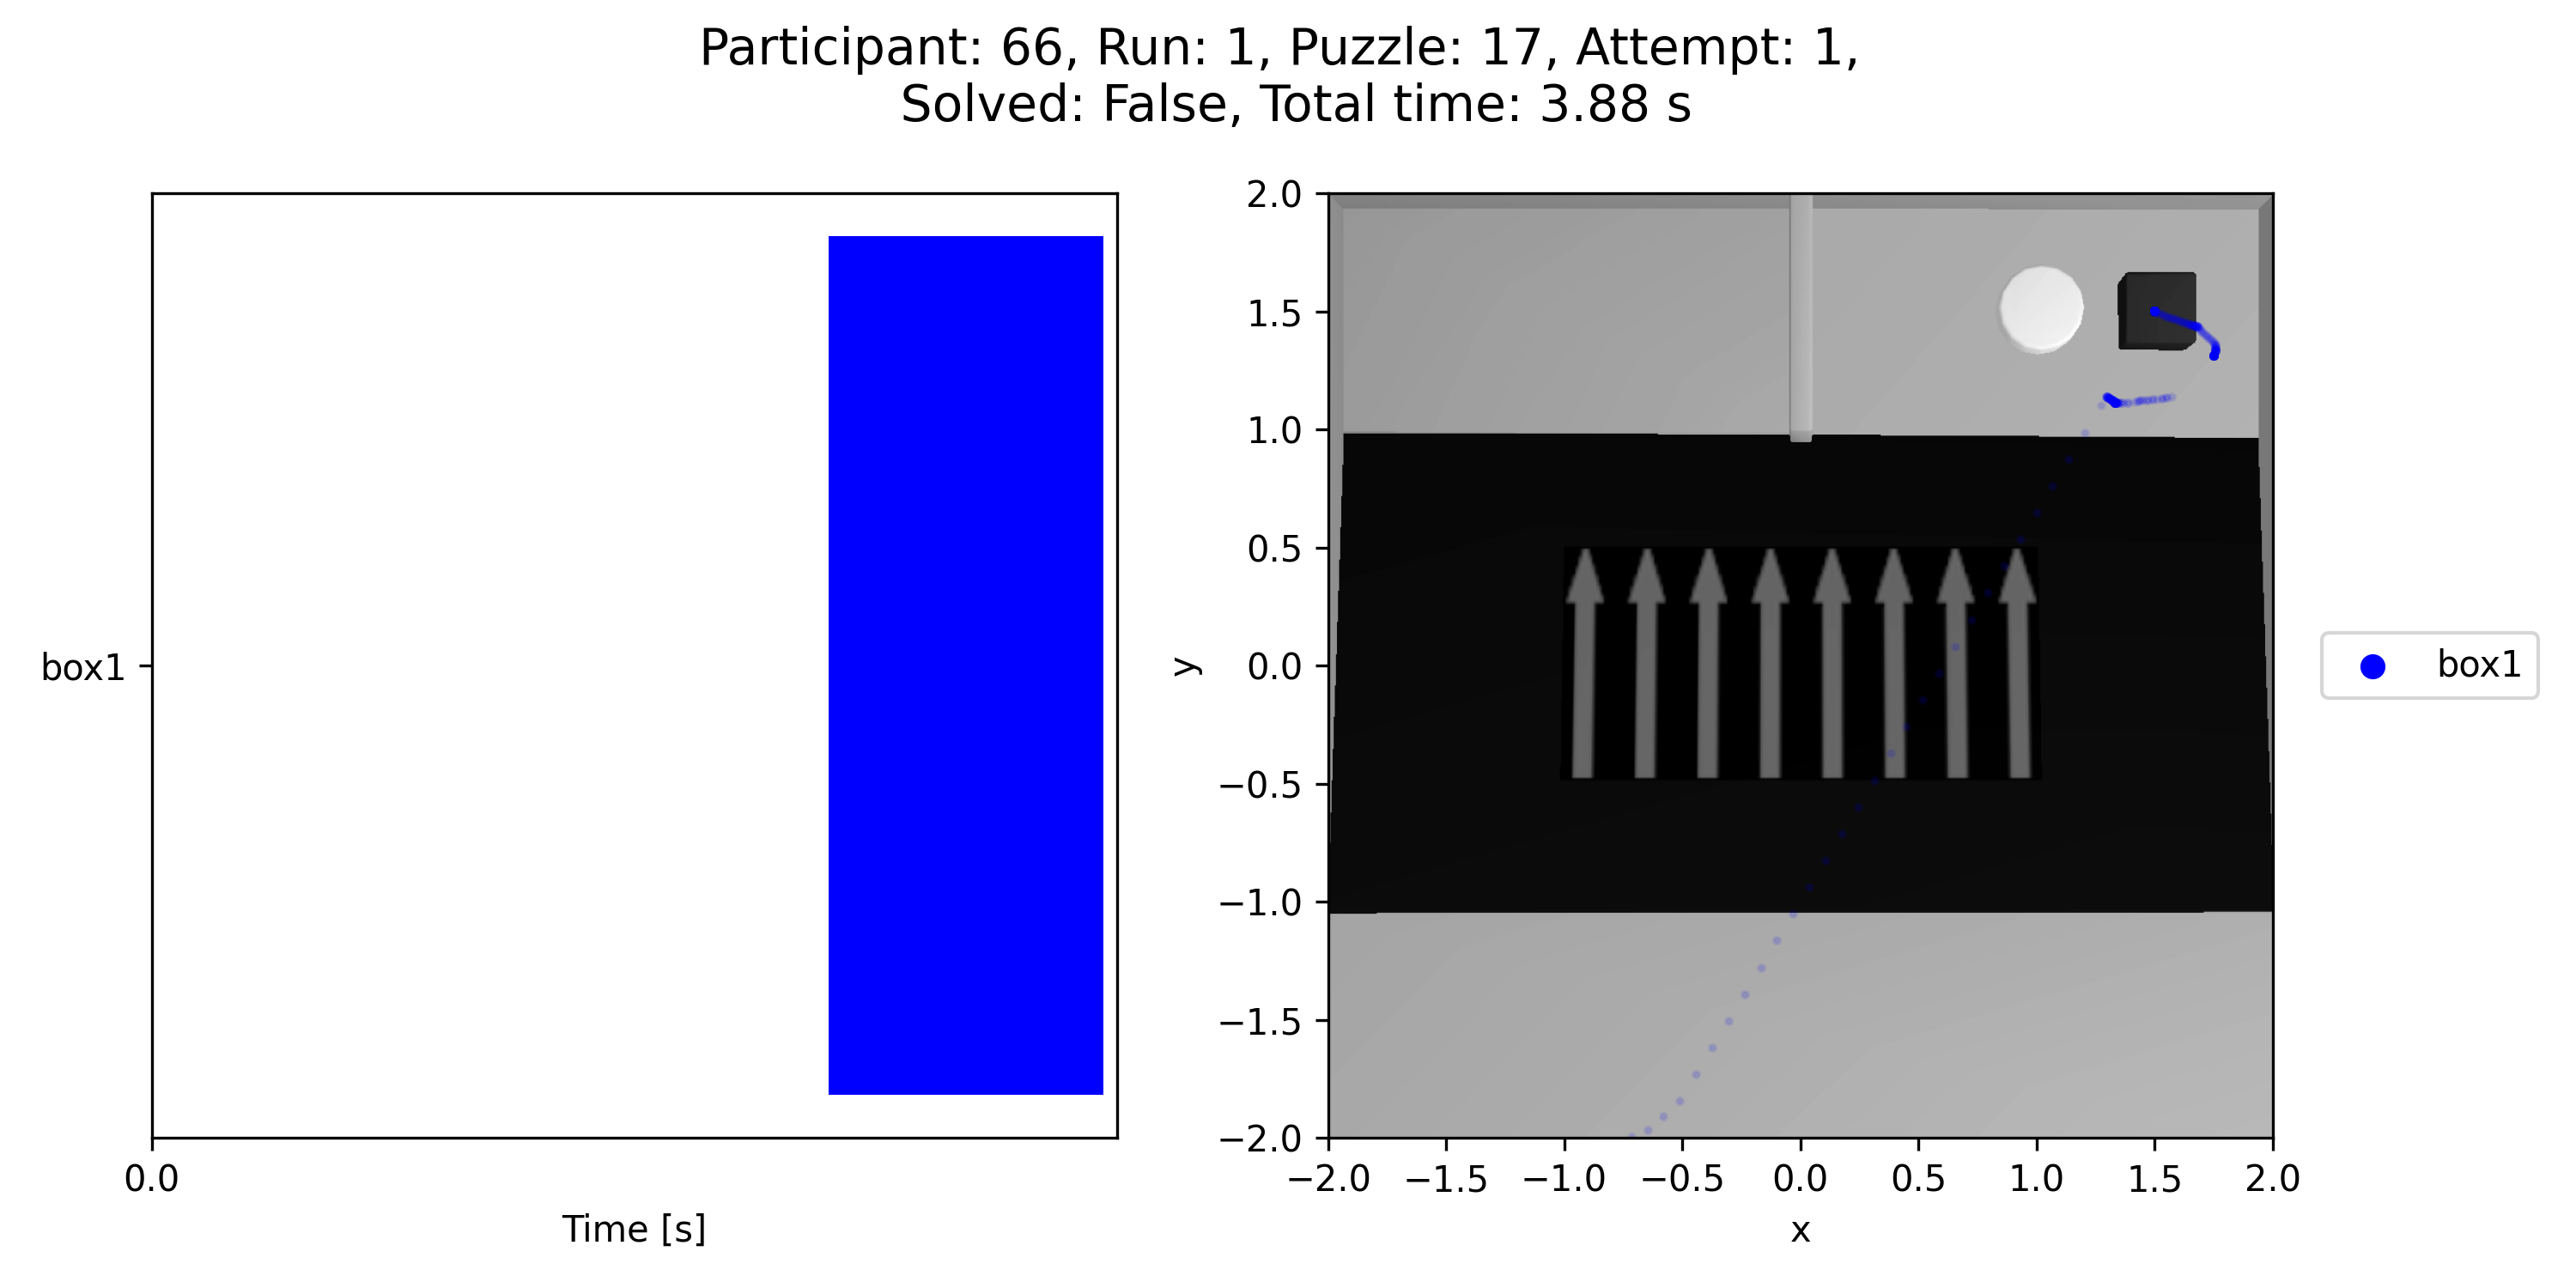 Participant: 66, Run: 1, Puzzle: 17, Attempt: 1,
Solved: False, Total time: 3.88 s
box1
0.0
Time [s]
2.0
1.5
1.0
0.5
0.0
−0.5
−1.0
−1.5
−2.0
y
−2.0 −1.5 −1.0 −0.5 0.0 0.5 1.0 1.5 2.0
x
box1